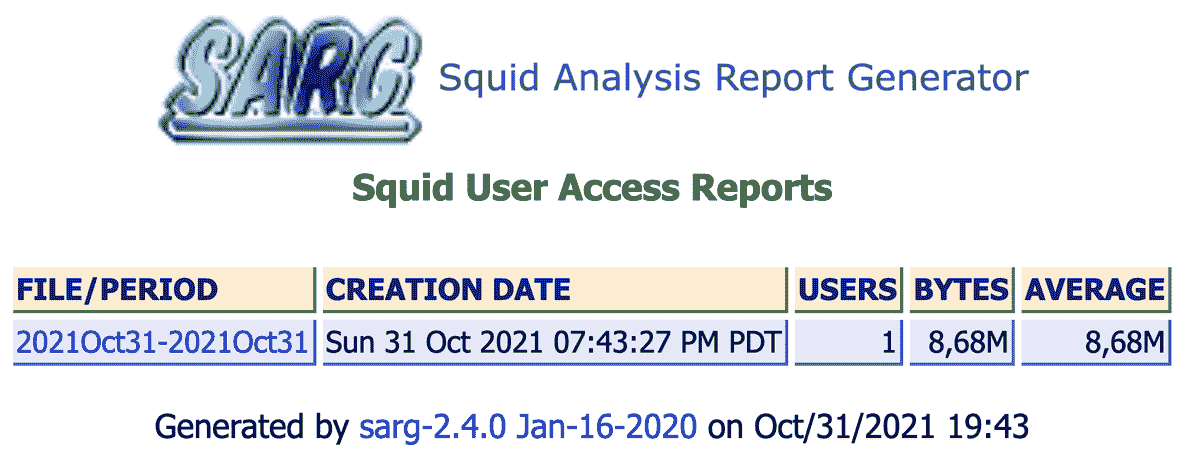 SARG Squid Analysis Report Generator
Squid User Access Reports
FILE/PERIOD CREATION DATE USERS BYTES AVERAGE
2021Oct31-2021Oct31 Sun 31 Oct 2021 07:43:27 PM PDT 1 8,68M 8,68M
Generated by sarg-2.4.0 Jan-16-2020 on Oct/31/2021 19:43